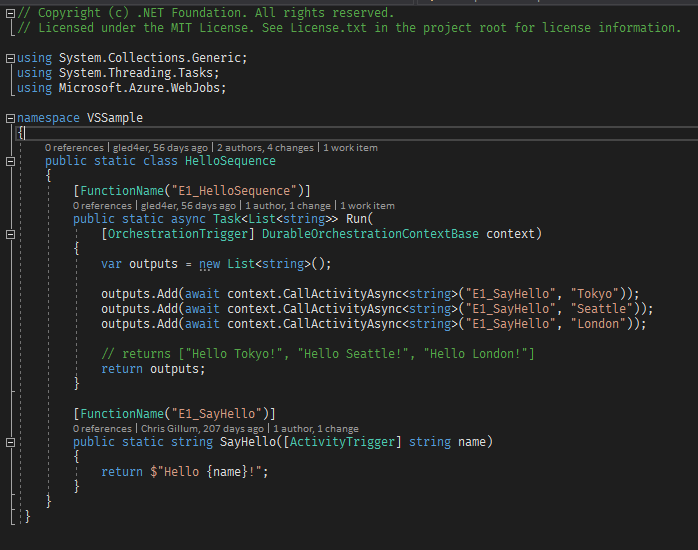 // Copyright (c) .NET Foundation. All rights reserved.
// Licensed under the MIT License. See License.txt in the project root for license information.

using System.Collections.Generic;
using System.Threading.Tasks;
using Microsoft.Azure.WebJobs;

namespace VSSample
{
    0 references | gled4er, 56 days ago | 2 authors, 4 changes | 1 work item
    public static class HelloSequence
    {
        [FunctionName("E1_HelloSequence")]
        0 references | gled4er, 56 days ago | 1 author, 1 change | 1 work item
        public static async Task<List<string>> Run(
            [OrchestrationTrigger] DurableOrchestrationContextBase context)
        {
            var outputs = new List<string>();

            outputs.Add(await context.CallActivityAsync<string>("E1_SayHello", "Tokyo"));
            outputs.Add(await context.CallActivityAsync<string>("E1_SayHello", "Seattle"));
            outputs.Add(await context.CallActivityAsync<string>("E1_SayHello", "London"));

            // returns ["Hello Tokyo!", "Hello Seattle!", "Hello London!"]
            return outputs;
        }

        [FunctionName("E1_SayHello")]
        0 references | Chris Gillum, 207 days ago | 1 author, 1 change
        public static string SayHello([ActivityTrigger] string name)
        {
            return $"Hello {name}!";
        }
    }
}